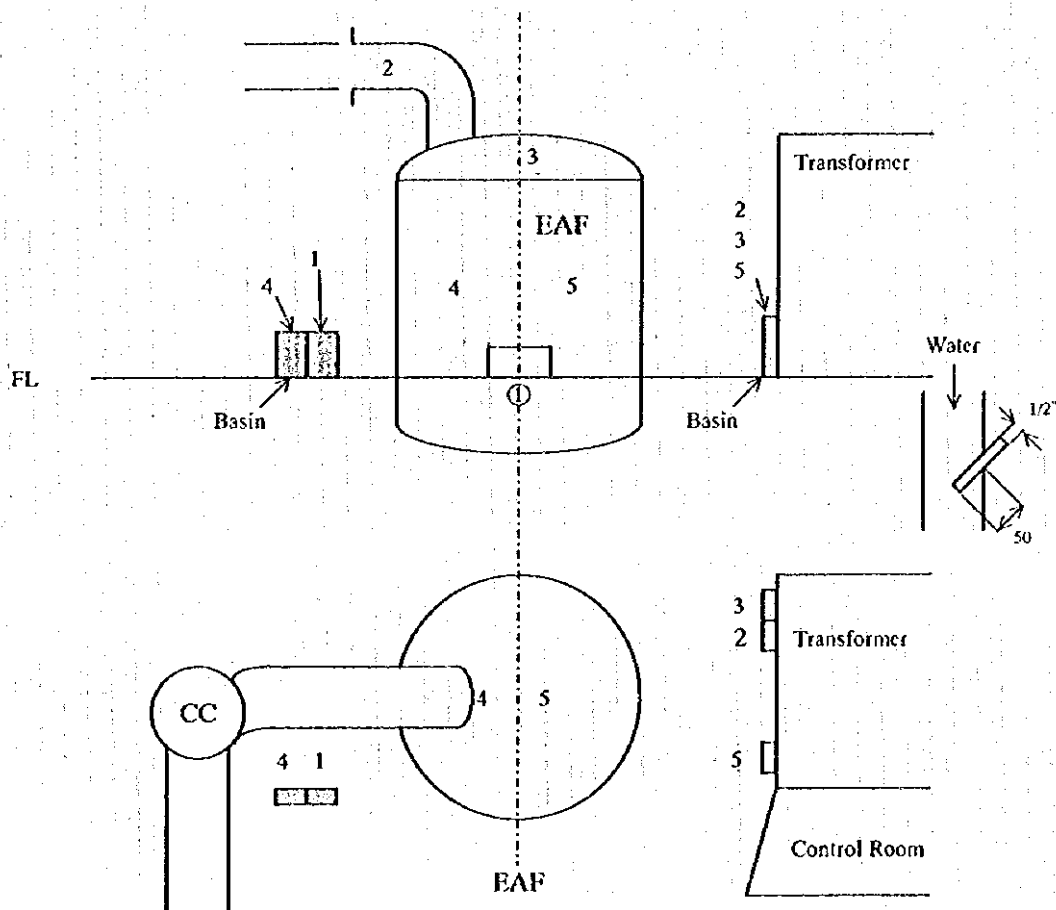 2
3
Transformer
EAF
2
3
5
1
4
4
5
Water
FL
①
Basin
Basin
1/2"
50
3
2
Transformer
4
5
CC
5
4
1
Control Room
EAF